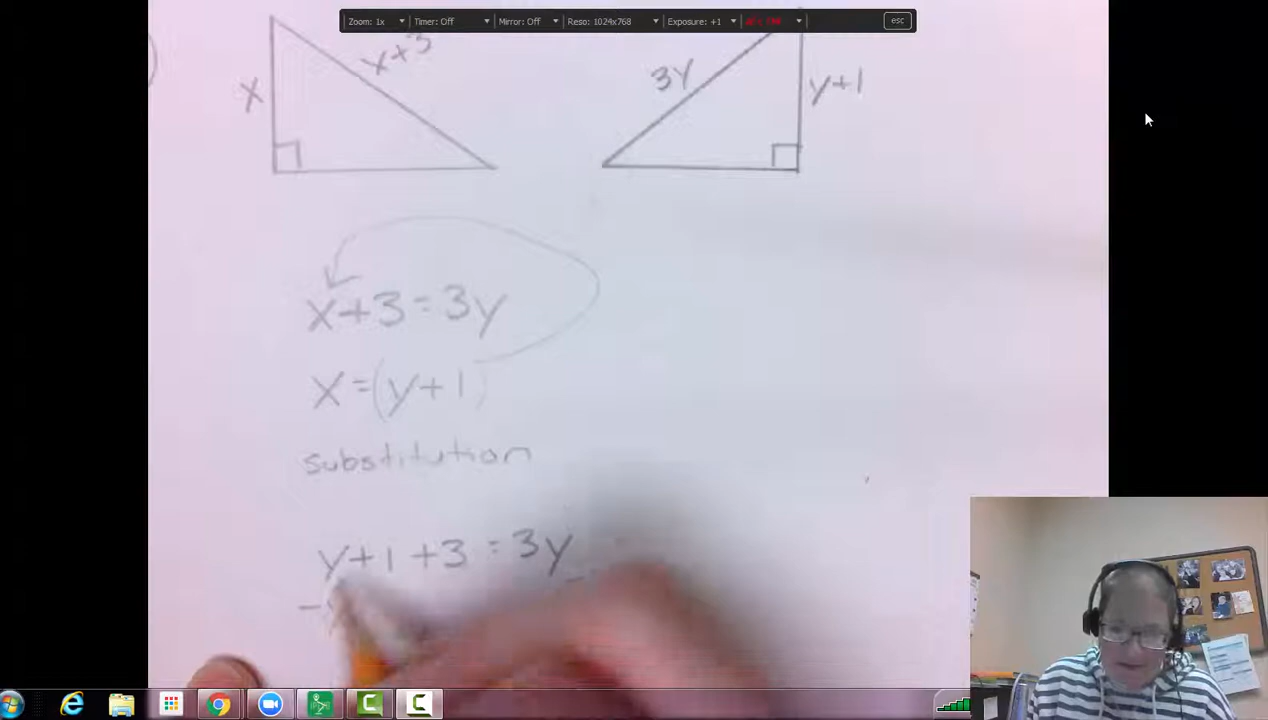 Zoom: 1x Timer: Off Mirror: Off Reso: 1024x768 Exposure: +1 esc
x x+3 3y y+1
x+3=3y
x=(y+1)
substitution
y+1+3=3y
-